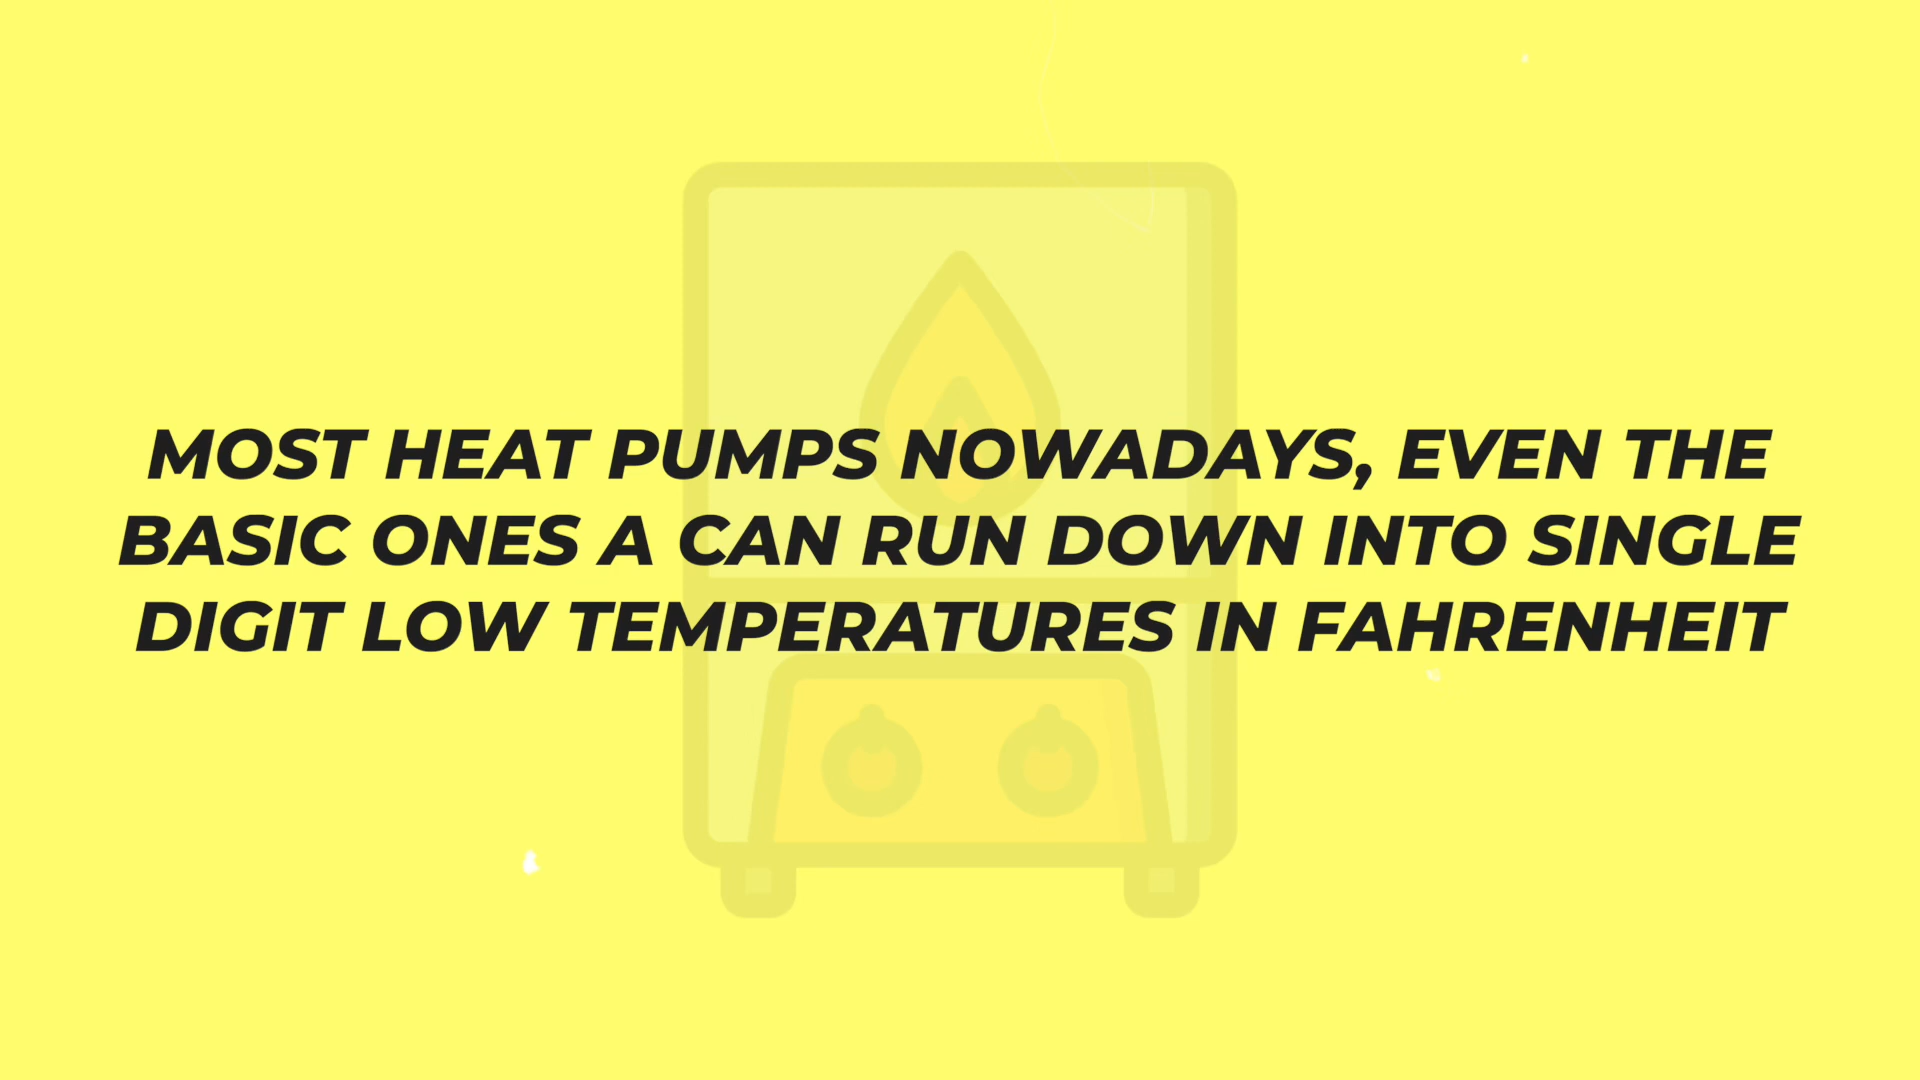 MOST HEAT PUMPS NOWADAYS, EVEN THE
BASIC ONES A CAN RUN DOWN INTO SINGLE
DIGIT LOW TEMPERATURES IN FAHRENHEIT